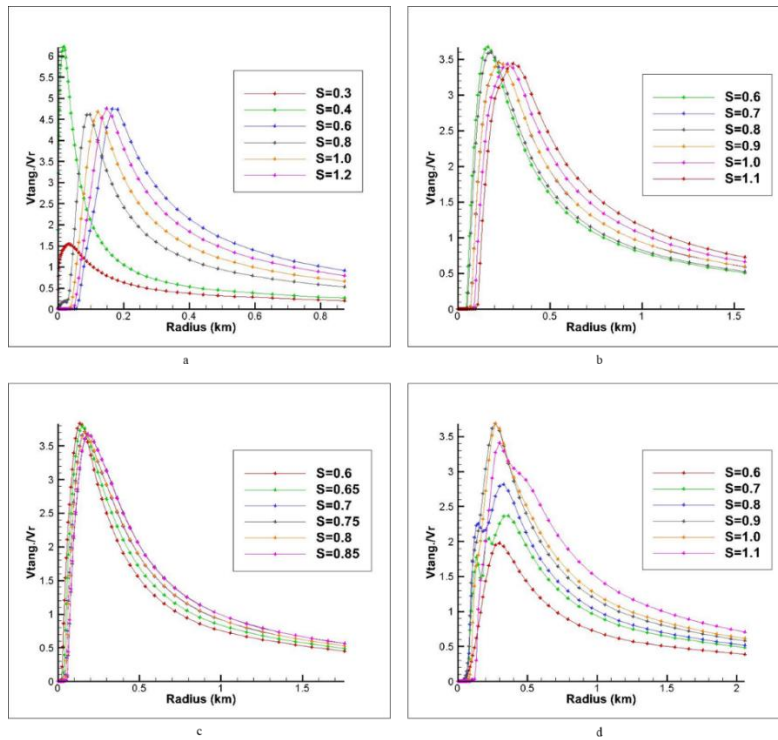 Vtang./Vr
6
5.5
5
4.5
4
3.5
3
2.5
2
1.5
1
0.5
0
0 0.2 0.4 0.6 0.8
Radius (km)
S=0.3
S=0.4
S=0.6
S=0.8
S=1.0
S=1.2
a
Vtang./Vr
3.5
3
2.5
2
1.5
1
0.5
0
0 0.5 1 1.5
Radius (km)
S=0.6
S=0.7
S=0.8
S=0.9
S=1.0
S=1.1
b
Vtang./Vr
3.5
3
2.5
2
1.5
1
0.5
0
0 0.5 1 1.5
Radius (km)
S=0.6
S=0.65
S=0.7
S=0.75
S=0.8
S=0.85
c
Vtang./Vr
3.5
3
2.5
2
1.5
1
0.5
0
0 0.5 1 1.5 2
Radius (km)
S=0.6
S=0.7
S=0.8
S=0.9
S=1.0
S=1.1
d